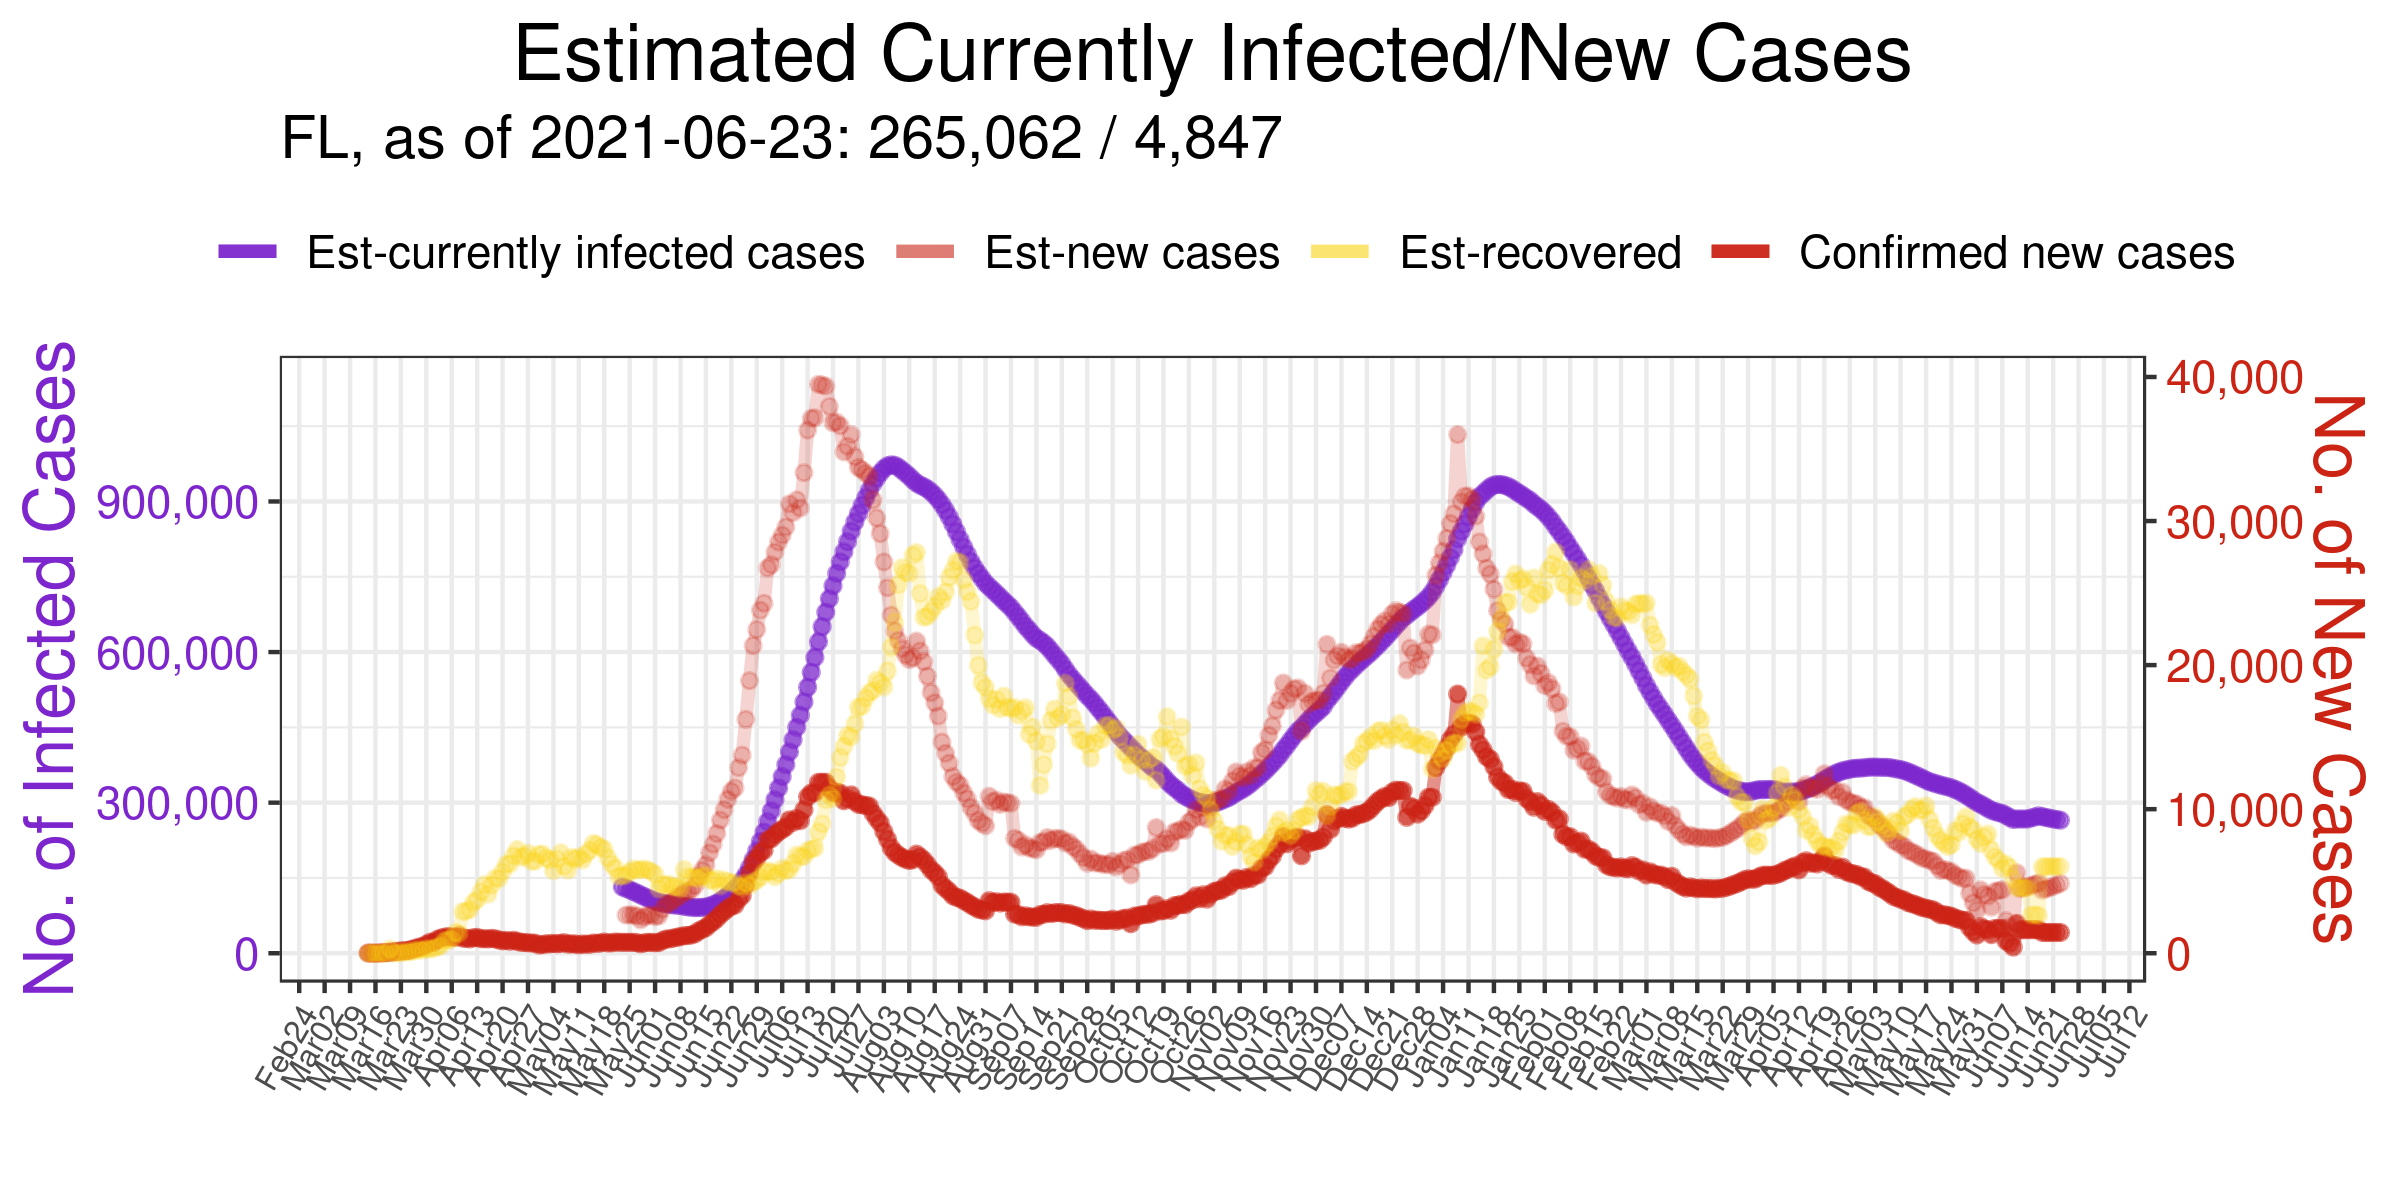 Estimated Currently Infected/New Cases
FL, as of 2021-06-23: 265,062 / 4,847
Est-currently infected cases
Est-new cases
Est-recovered
Confirmed new cases
No. of Infected Cases
900,000
600,000
300,000
0
40,000
30,000
20,000
10,000
0
No. of New Cases
Feb24
Mar02
Mar09
Mar16
Mar23
Mar30
Apr06
Apr13
Apr20
Apr27
May04
May11
May18
May25
Jun01
Jun08
Jun15
Jun22
Jun29
Jul06
Jul13
Jul20
Jul27
Aug03
Aug10
Aug17
Aug24
Aug31
Sep07
Sep14
Sep21
Sep28
Oct05
Oct12
Oct19
Oct26
Nov02
Nov09
Nov16
Nov23
Nov30
Dec07
Dec14
Dec21
Dec28
Jan04
Jan11
Jan18
Jan25
Feb01
Feb08
Feb15
Feb22
Mar01
Mar08
Mar15
Mar22
Mar29
Apr05
Apr12
Apr19
Apr26
May03
May10
May17
May24
May31
Jun07
Jun14
Jun21
Jun28
Jul05
Jul12